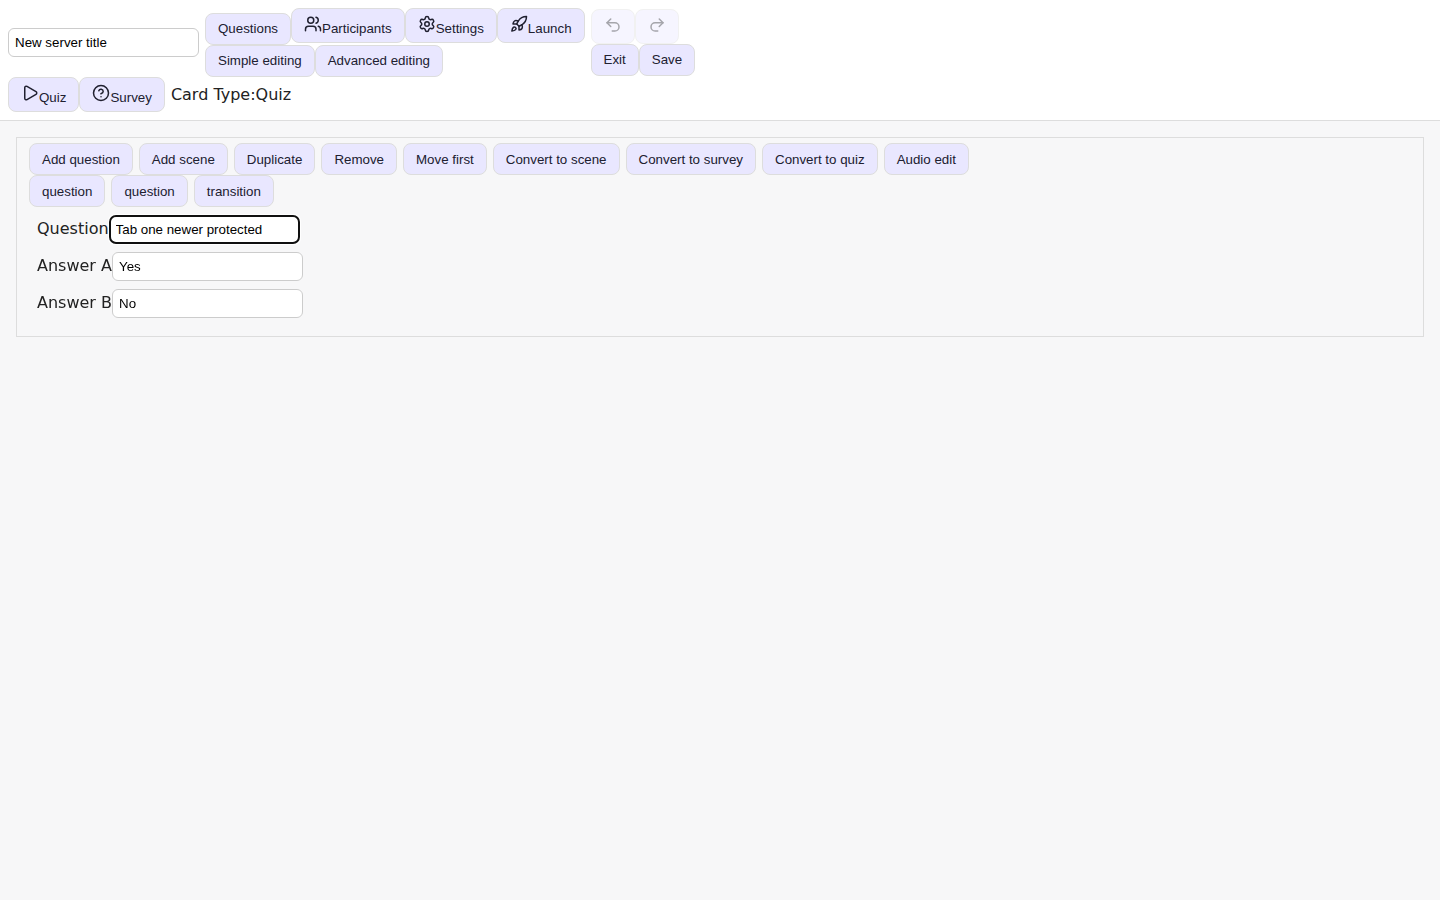 New server title
Questions Participants Settings Launch
Simple editing Advanced editing
Exit Save
Quiz Survey Card Type:Quiz
Add question Add scene Duplicate Remove Move first Convert to scene Convert to survey Convert to quiz Audio edit
question question transition
Question Tab one newer protected
Answer A Yes
Answer B No